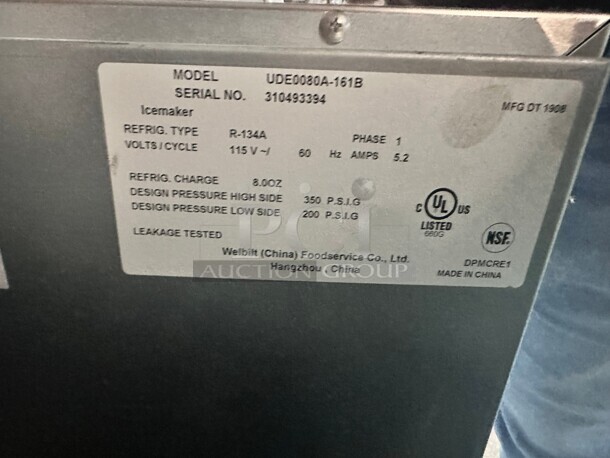 MODEL UDE0080A-161B
SERIAL NO. 310493394
Icemaker
MFG DT 1908
REFRIG. TYPE R-134A PHASE 1
VOLTS/CYCLE 115 V ~/ 60 Hz AMPS 5.2
REFRIG. CHARGE 8.0OZ
DESIGN PRESSURE HIGH SIDE 350 P.S.I.G
DESIGN PRESSURE LOW SIDE 200 P.S.I.G
LEAKAGE TESTED
C UL US
LISTED
660G
NSF.
Welbilt (China) Foodservice Co., Ltd.
Hangzhou, China
DPMCRE1
MADE IN CHINA
PCI
AUCTION GROUP